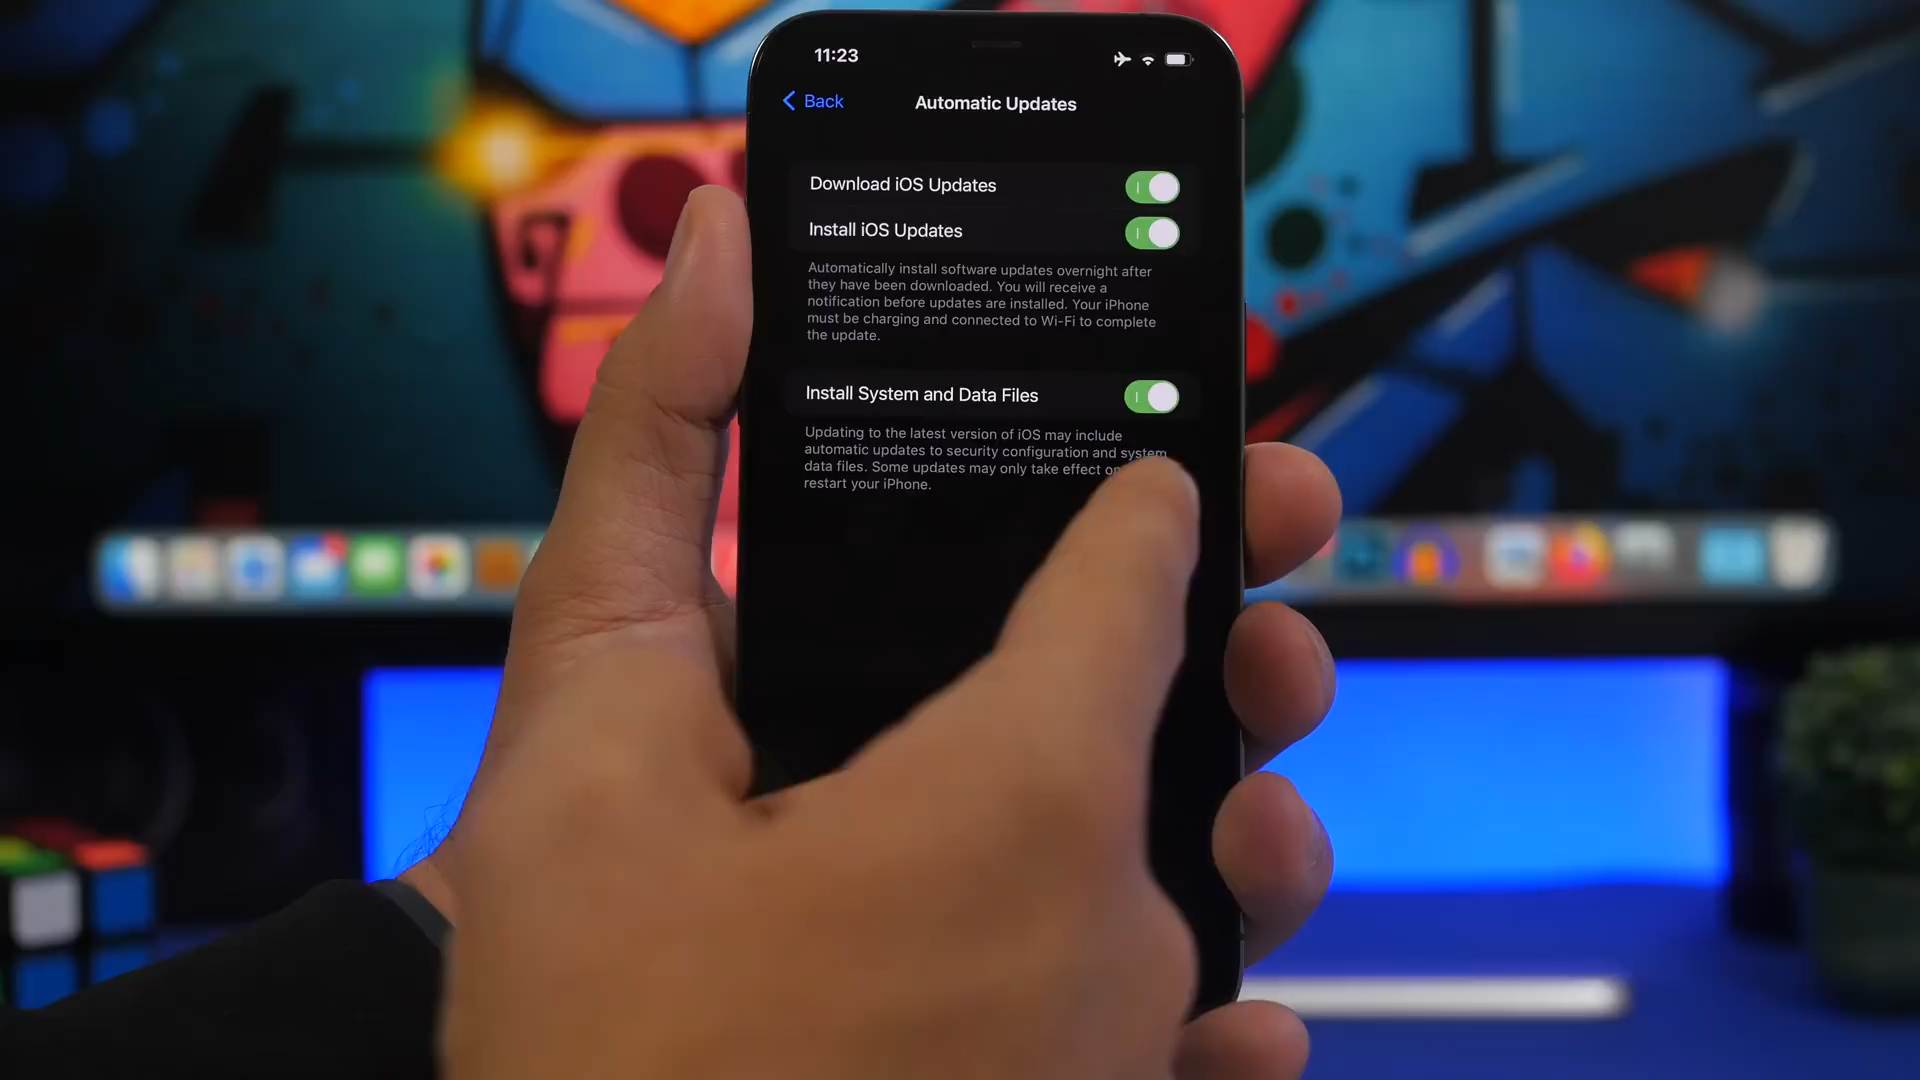 11:23
Back
Automatic Updates
Download iOS Updates
Install iOS Updates
Automatically install software updates overnight after
they have been downloaded. You will receive a
notification before updates are installed. Your iPhone
must be charging and connected to Wi-Fi to complete
the update.
Install System and Data Files
Updating to the latest version of iOS may include
automatic updates to security configuration and system
data files. Some updates may only take effect
restart your iPhone.